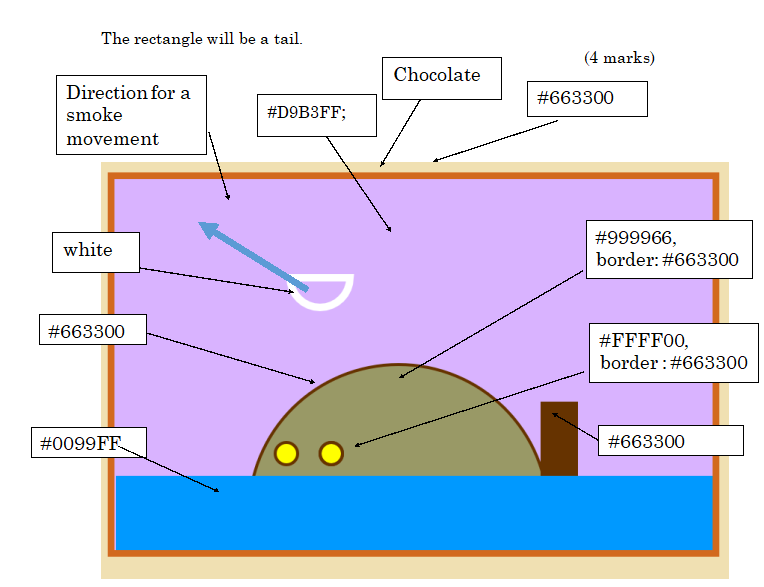 The rectangle will be a tail.
(4 marks)
Chocolate
Direction for a
smoke
movement
#D9B3FF;
#663300
white
#999966,
border: #663300
#663300
#FFFF00,
border : #663300
#0099FF
#663300